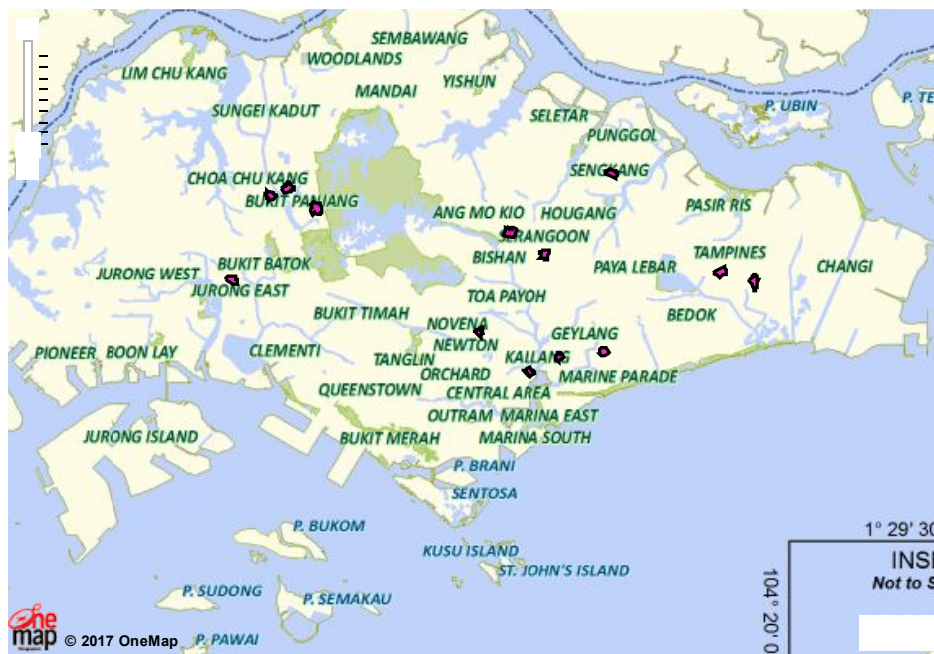 SEMBAWANG
WOODLANDS
LIM CHU KANG
YISHUN
MANDAI
P. UBIN
P. TE
SUNGEI KADUT
SELETAR
PUNGGOL
SENGKANG
CHOA CHU KANG
BUKIT PANJANG
PASIR RIS
ANG MO KIO
HOUGANG
SERANGOON
BISHAN
TAMPINES
BUKIT BATOK
PAYA LEBAR
CHANGI
JURONG WEST
JURONG EAST
TOA PAYOH
BUKIT TIMAH
BEDOK
NOVENA
GEYLANG
NEWTON
PIONEER
BOON LAY
CLEMENTI
TANGLIN
KALLANG
ORCHARD
MARINE PARADE
QUEENSTOWN
CENTRAL AREA
OUTRAM
MARINA EAST
JURONG ISLAND
BUKIT MERAH
MARINA SOUTH
P. BRANI
SENTOSA
P. BUKOM
1° 29' 30
KUSU ISLAND
INS
Not to S
ST. JOHN'S ISLAND
104° 20' 0
P. SUDONG
P. SEMAKAU
One
map
© 2017 OneMap
P. PAWAI